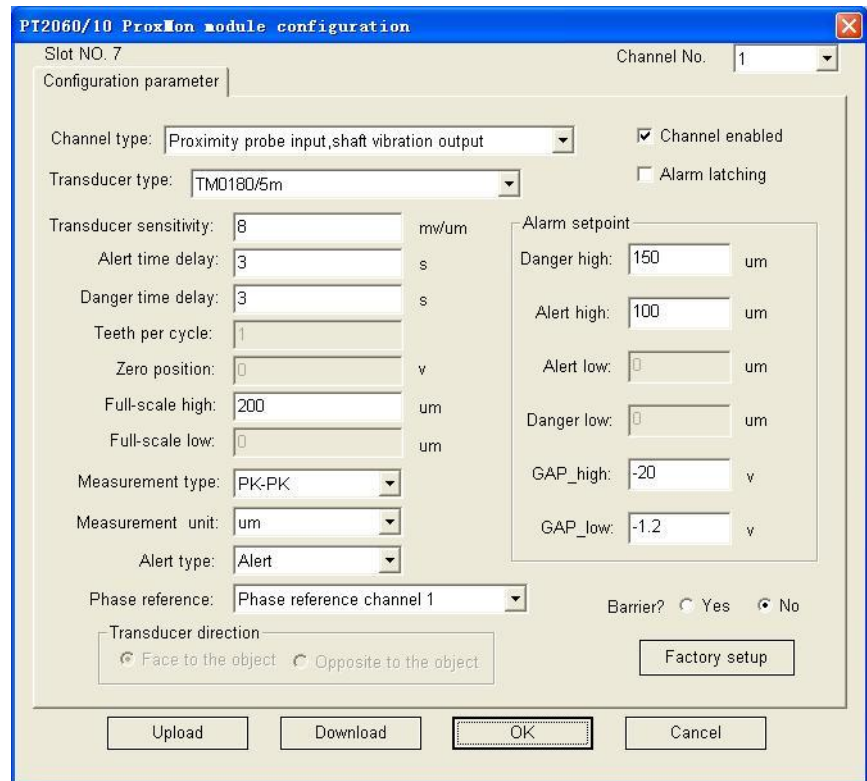 PT2060/10 ProxMon module configuration
Slot NO. 7
Channel No. 1
Configuration parameter
Channel type: Proximity probe input,shaft vibration output
Channel enabled
Transducer type: TM0180/5m
Alarm latching
Transducer sensitivity: 8 mv/um
Alert time delay: 3 s
Danger time delay: 3 s
Teeth per cycle: 1
Zero position: 0 v
Full-scale high: 200 um
Full-scale low: 0 um
Measurement type: PK-PK
Measurement unit: um
Alert type: Alert
Phase reference: Phase reference channel 1
Transducer direction
Face to the object Opposite to the object
Alarm setpoint
Danger high: 150 um
Alert high: 100 um
Alert low: 0 um
Danger low: 0 um
GAP_high: -20 v
GAP_low: -1.2 v
Barrier? Yes No
Factory setup
Upload Download OK Cancel